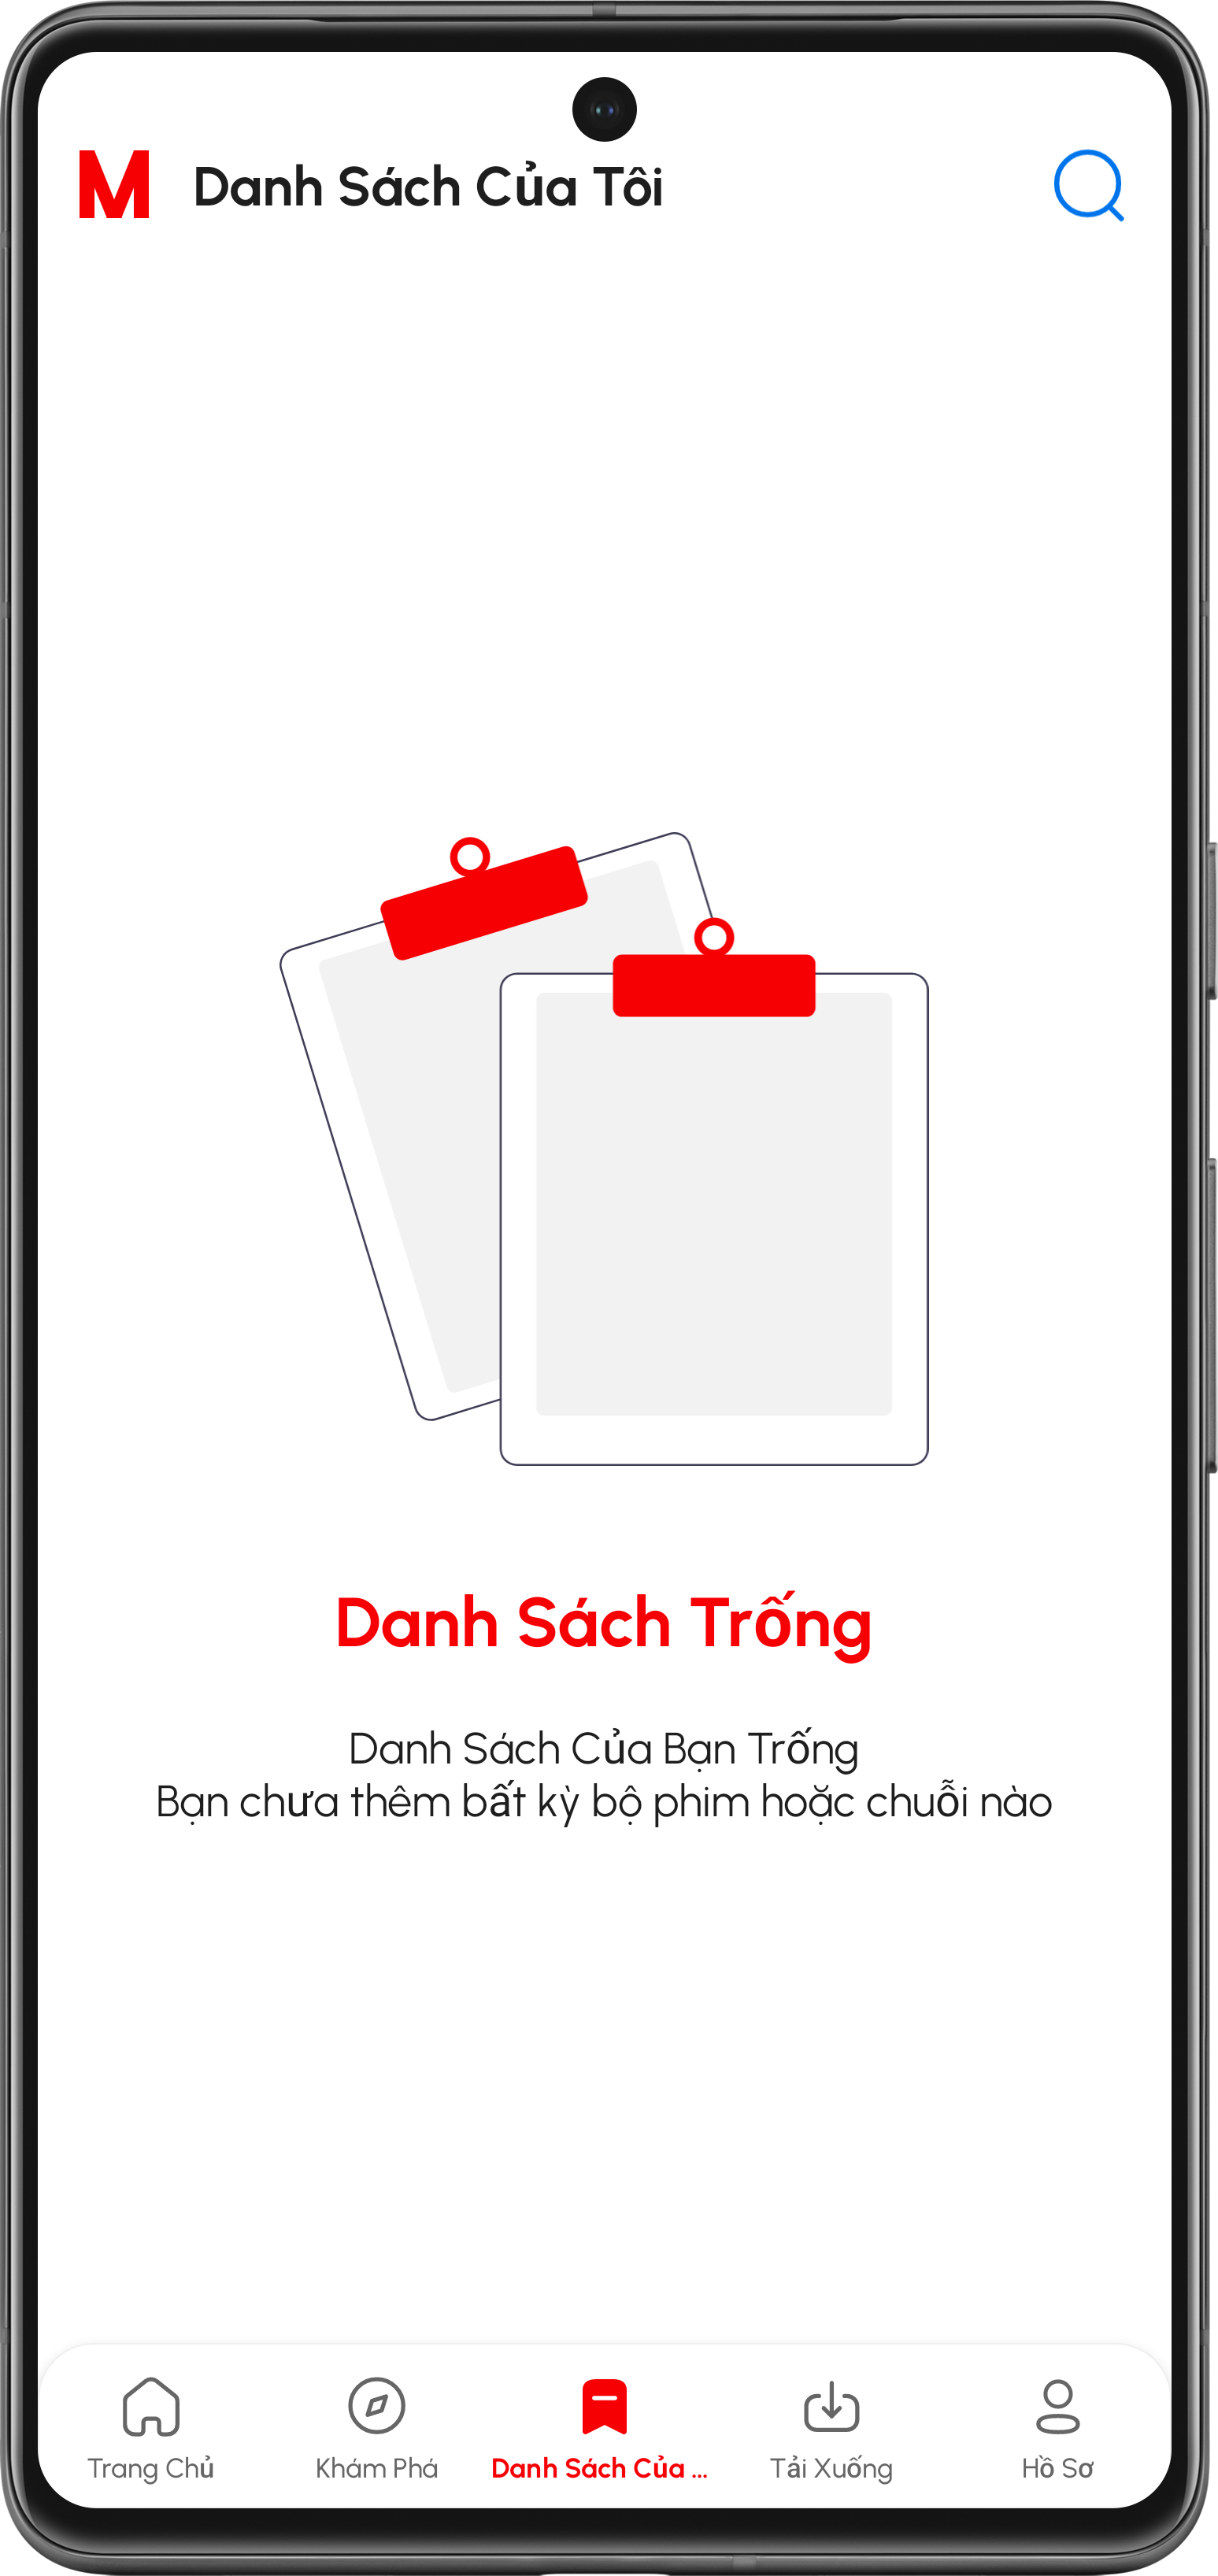 M Danh Sách Của Tôi
Danh Sách Trống
Danh Sách Của Bạn Trống
Bạn chưa thêm bất kỳ bộ phim hoặc chuỗi nào
Trang Chủ Khám Phá Danh Sách Của ... Tải Xuống Hồ Sơ